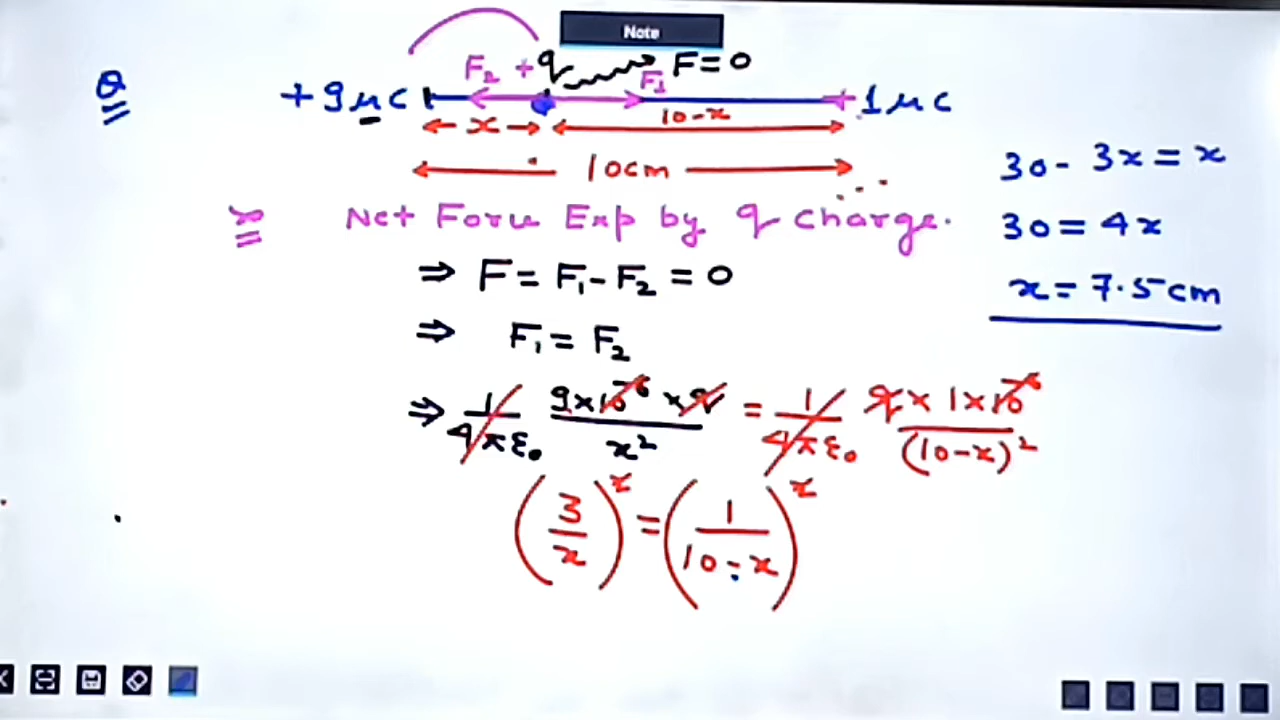 Note
F₂ +q F₁ F=0
Q +9μc +1μc
x 10-x
10cm
Net Force Exp by q charge.
⇒ F = F₁ - F₂ = 0
⇒ F₁ = F₂
⇒ 1/4πε₀ 9×10⁻⁶×q/x² = 1/4πε₀ q×1×10⁻⁶/(10-x)²
(3/x)² = (1/10-x)²
30 - 3x = x
30 = 4x
x = 7.5cm